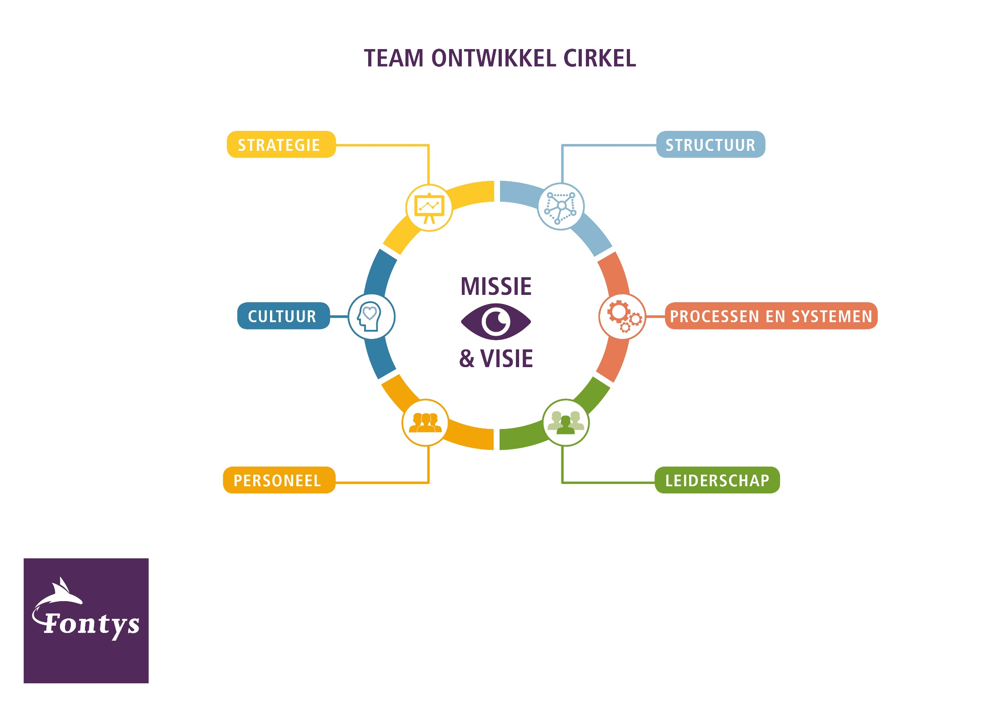 TEAM ONTWIKKEL CIRKEL
STRATEGIE
STRUCTUUR
MISSIE
& VISIE
CULTUUR
PROCESSEN EN SYSTEMEN
PERSONEEL
LEIDERSCHAP
Fontys